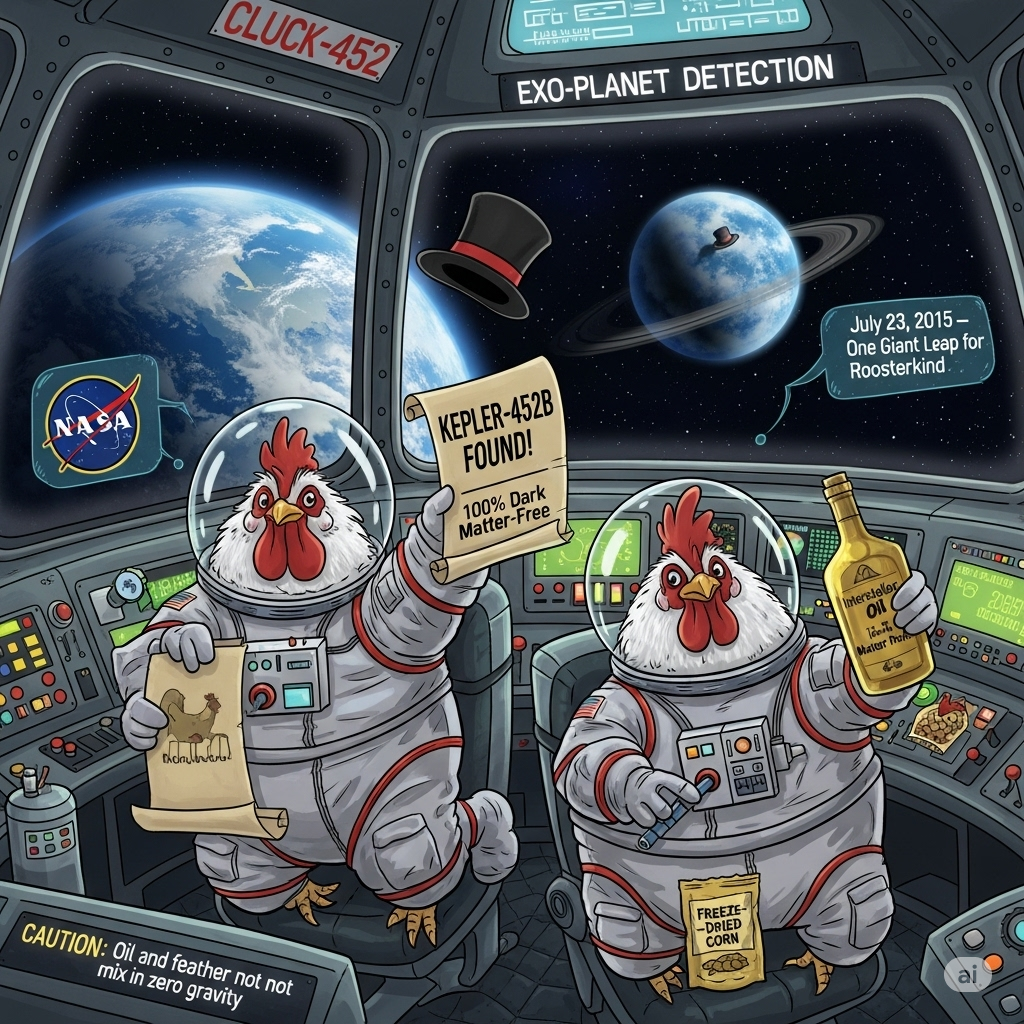 CLUCK-452
EXO-PLANET DETECTION
July 23, 2015 –
One Giant Leap for
Roosterkind
NASA
KEPLER-452B
FOUND!
100% Dark
Matter-Free
Interstellar
Oil
FREEZE-
-DRIED
CORN
CAUTION: Oil and feather not not
mix in zero gravity
ai